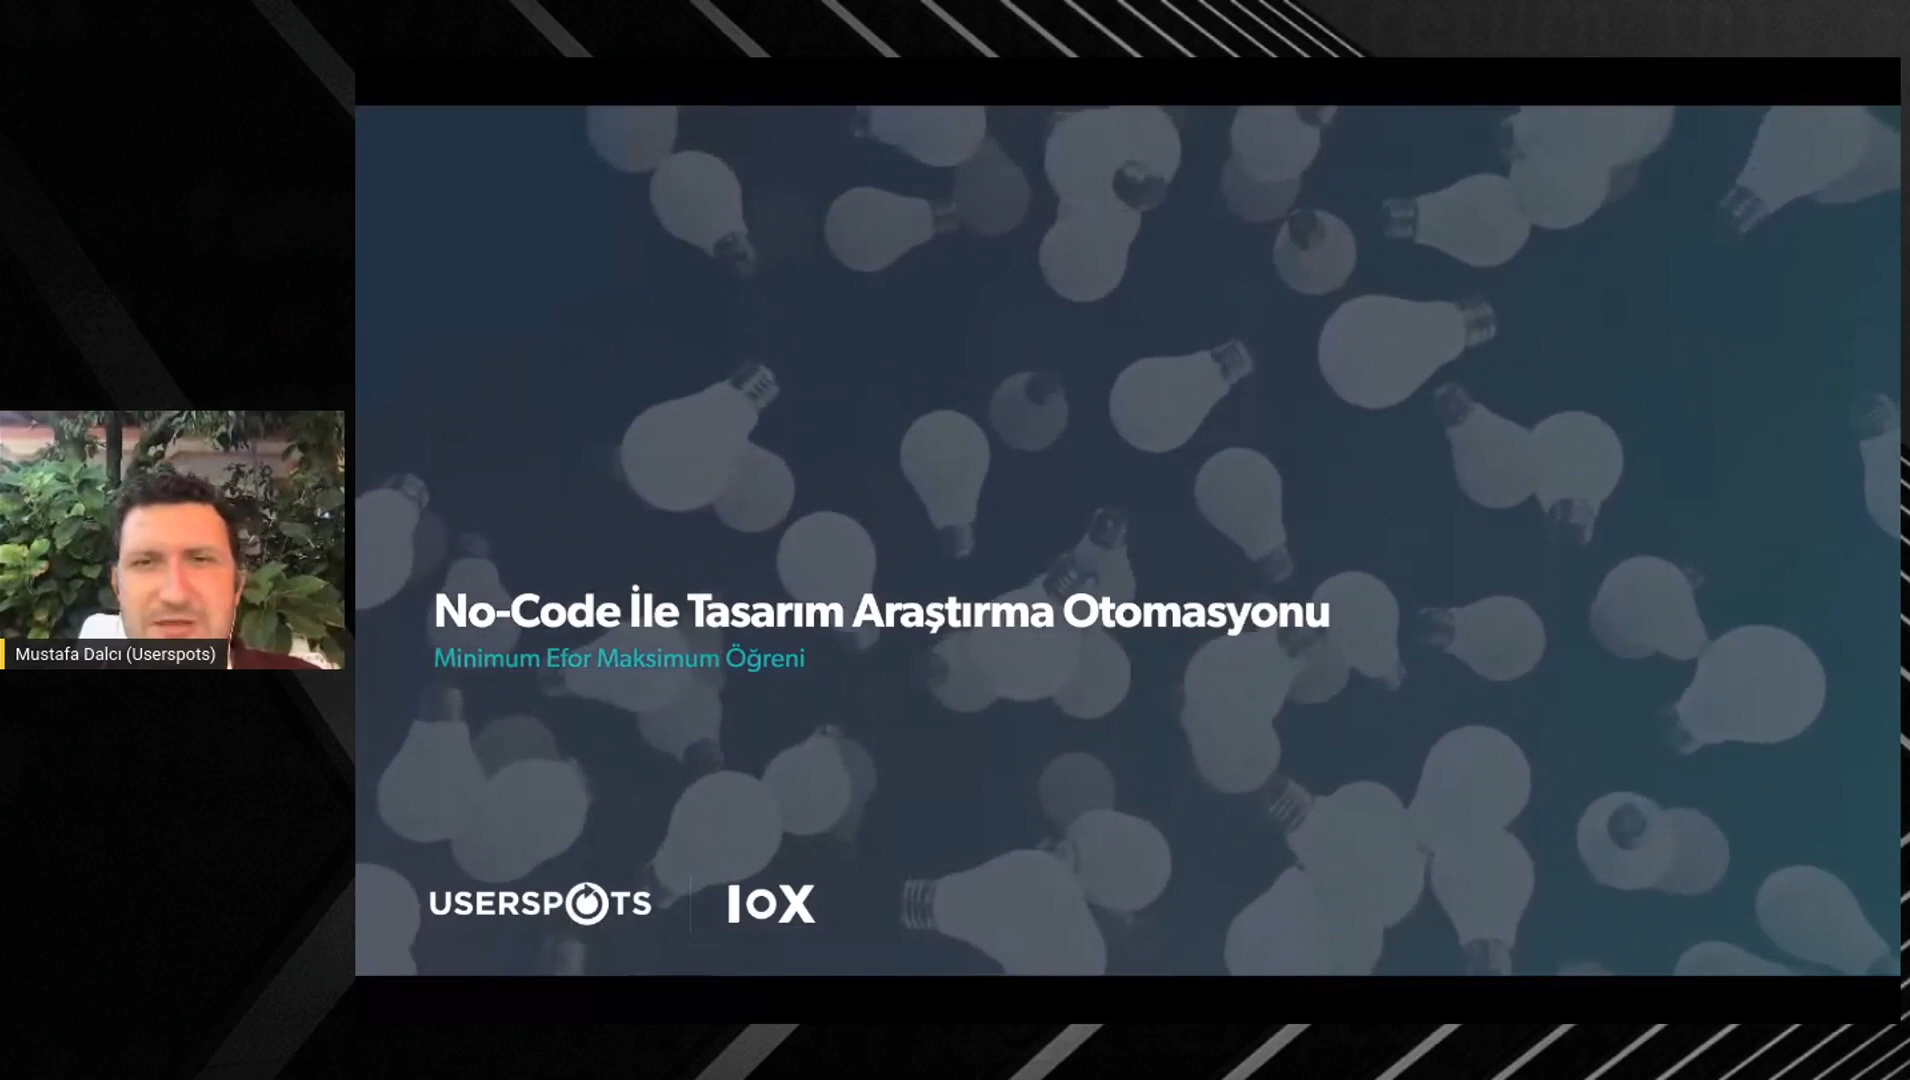 No-Code İle Tasarım Araştırma Otomasyonu
Minimum Efor Maksimum Öğreni
Mustafa Dalcı (Userspots)
USERSPOTS
IOX